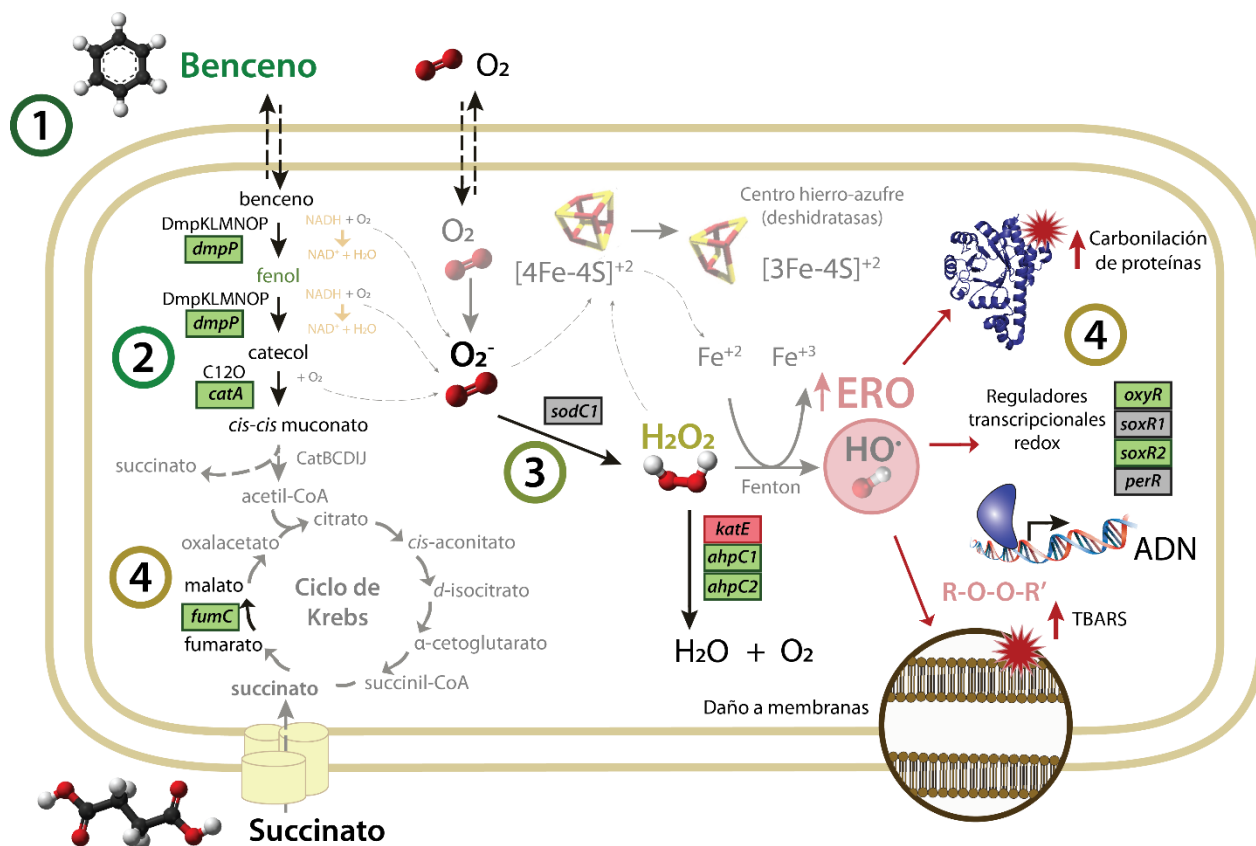 Benceno
O₂
1
benceno
DmpKLMNOP
dmpP
NADH + O₂
NAD⁺ + H₂O
fenol
DmpKLMNOP
dmpP
NADH + O₂
NAD⁺ + H₂O
2
catecol
C12O
catA
+ O₂
cis-cis muconato
succinato
CatBCDIJ
acetil-CoA
citrato
oxalacetato
cis-aconitato
4
malato
Ciclo de
Krebs
d-isocitrato
fumC
fumarato
α-cetoglutarato
succinato
succinil-CoA
Succinato
O₂
O₂⁻
[4Fe-4S]⁺²
Centro hierro-azufre
(deshidratasas)
[3Fe-4S]⁺²
Fe⁺²
Fe⁺³
sodC1
3
H₂O₂
Fenton
ERO
HO·
katE
ahpC1
ahpC2
H₂O + O₂
Carbonilación
de proteínas
4
Reguladores
transcripcionales
redox
oxyR
soxR1
soxR2
perR
ADN
R-O-O-R’
TBARS
Daño a membranas